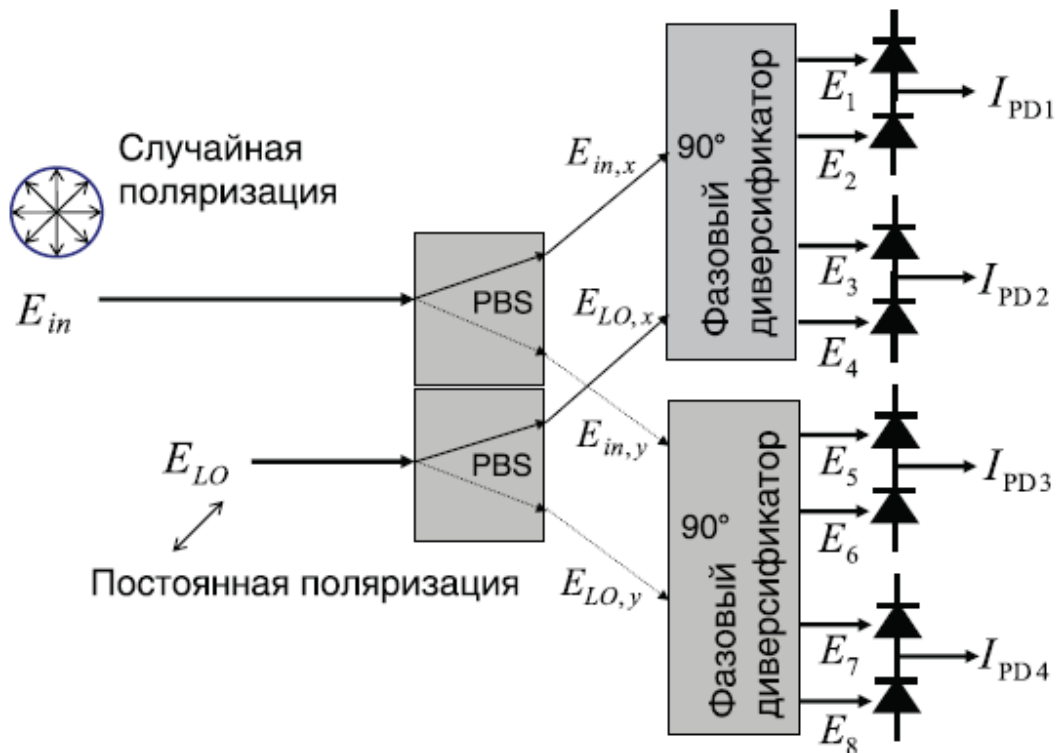 Случайная
поляризация
E_in
E_LO
Постоянная поляризация
PBS
PBS
E_in,x
E_LO,x
E_in,y
E_LO,y
90°
Фазовый
диверсификатор
90°
Фазовый
диверсификатор
E_1
E_2
E_3
E_4
E_5
E_6
E_7
E_8
I_PD1
I_PD2
I_PD3
I_PD4